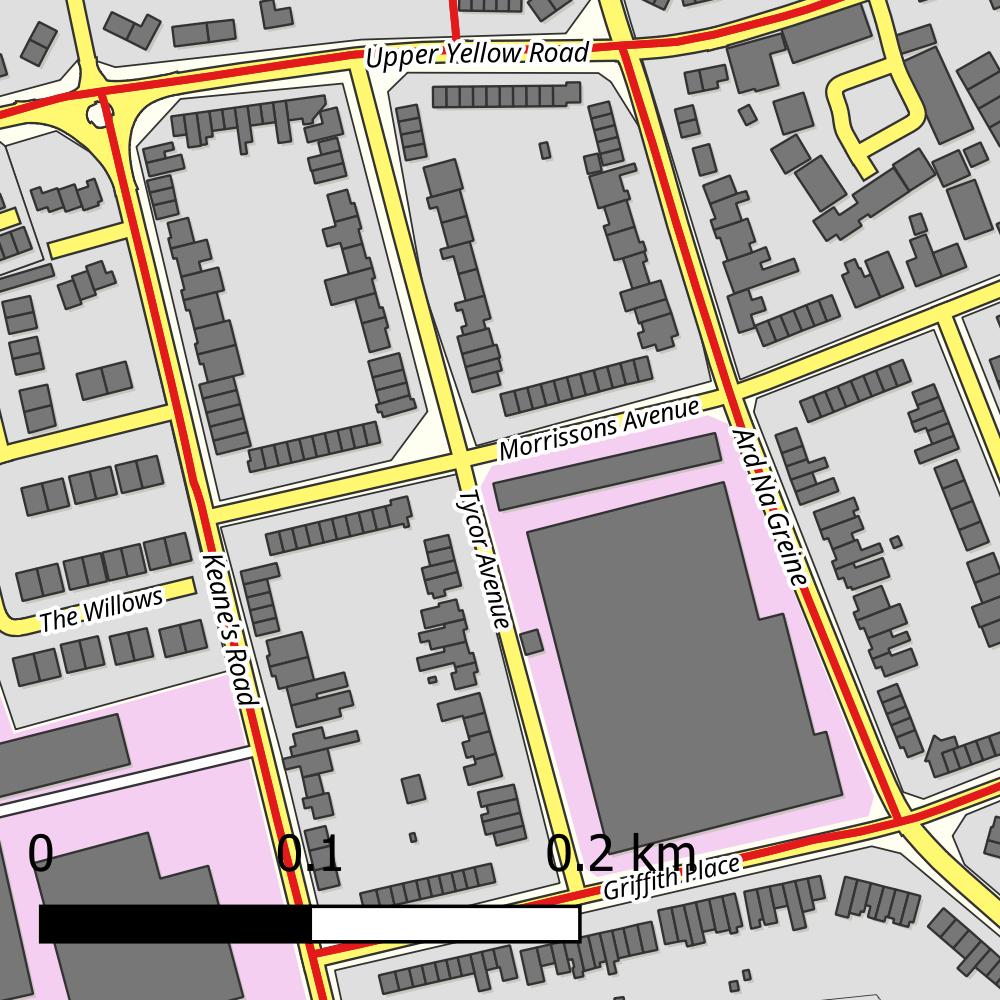 Upper Yellow Road
Morrissons Avenue
Ard Na Greine
Tycor Avenue
Keane's Road
The Willows
0 0.1 0.2 km
Griffith Place